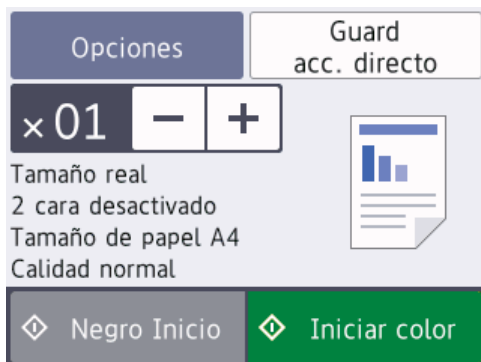 Opciones
Guard
acc. directo
×01
−
+
Tamaño real
2 cara desactivado
Tamaño de papel A4
Calidad normal
Negro Inicio
Iniciar color